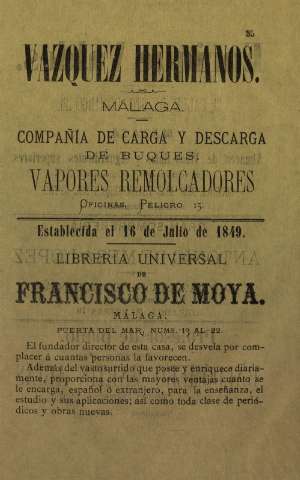 35
VAZQUEZ HERMANOS.
MÁLAGA.
COMPAÑÍA DE CARGA Y DESCARGA
DE BUQUES.
VAPORES REMOLCADORES
OFICINAS, PELIGRO 15.
Establecida el 16 de Julio de 1849.
LIBRERIA UNIVERSAL
DE
FRANCISCO DE MOYA.
MÁLAGA:
PUERTA DEL MAR, NUMS. 13 AL 22.
El fundador director de esta casa, se desvela por com-
placer á cuantas personas la favorecen.
Además del vasto surtido que posee y enriquece diaria-
mente, proporciona con las mayores ventajas cuanto se
le encarga, español ó extranjero, para la enseñanza, el
estudio y sus aplicaciones; así como toda clase de perió-
dicos y obras nuevas.